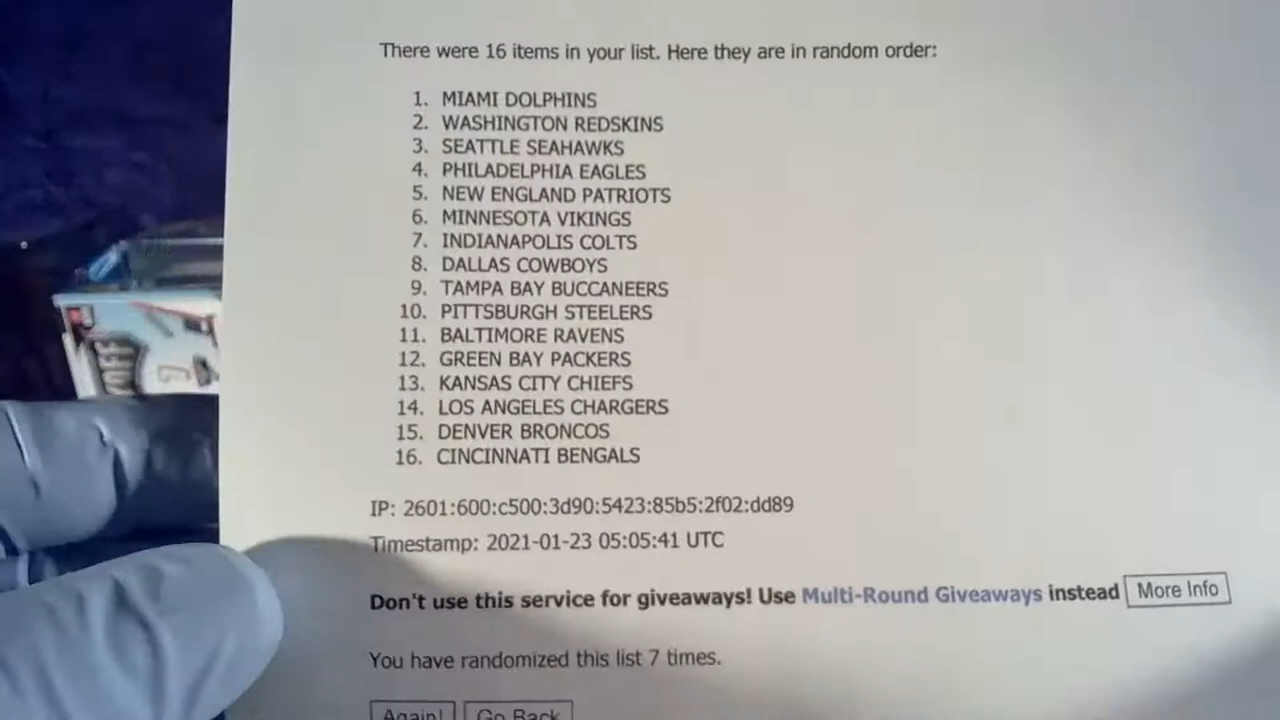 There were 16 items in your list. Here they are in random order:
1. MIAMI DOLPHINS
2. WASHINGTON REDSKINS
3. SEATTLE SEAHAWKS
4. PHILADELPHIA EAGLES
5. NEW ENGLAND PATRIOTS
6. MINNESOTA VIKINGS
7. INDIANAPOLIS COLTS
8. DALLAS COWBOYS
9. TAMPA BAY BUCCANEERS
10. PITTSBURGH STEELERS
11. BALTIMORE RAVENS
12. GREEN BAY PACKERS
13. KANSAS CITY CHIEFS
14. LOS ANGELES CHARGERS
15. DENVER BRONCOS
16. CINCINNATI BENGALS
IP: 2601:600:c500:3d90:5423:85b5:2f02:dd89
Timestamp: 2021-01-23 05:05:41 UTC
Don't use this service for giveaways! Use Multi-Round Giveaways instead More Info
You have randomized this list 7 times.
Again! Go Back